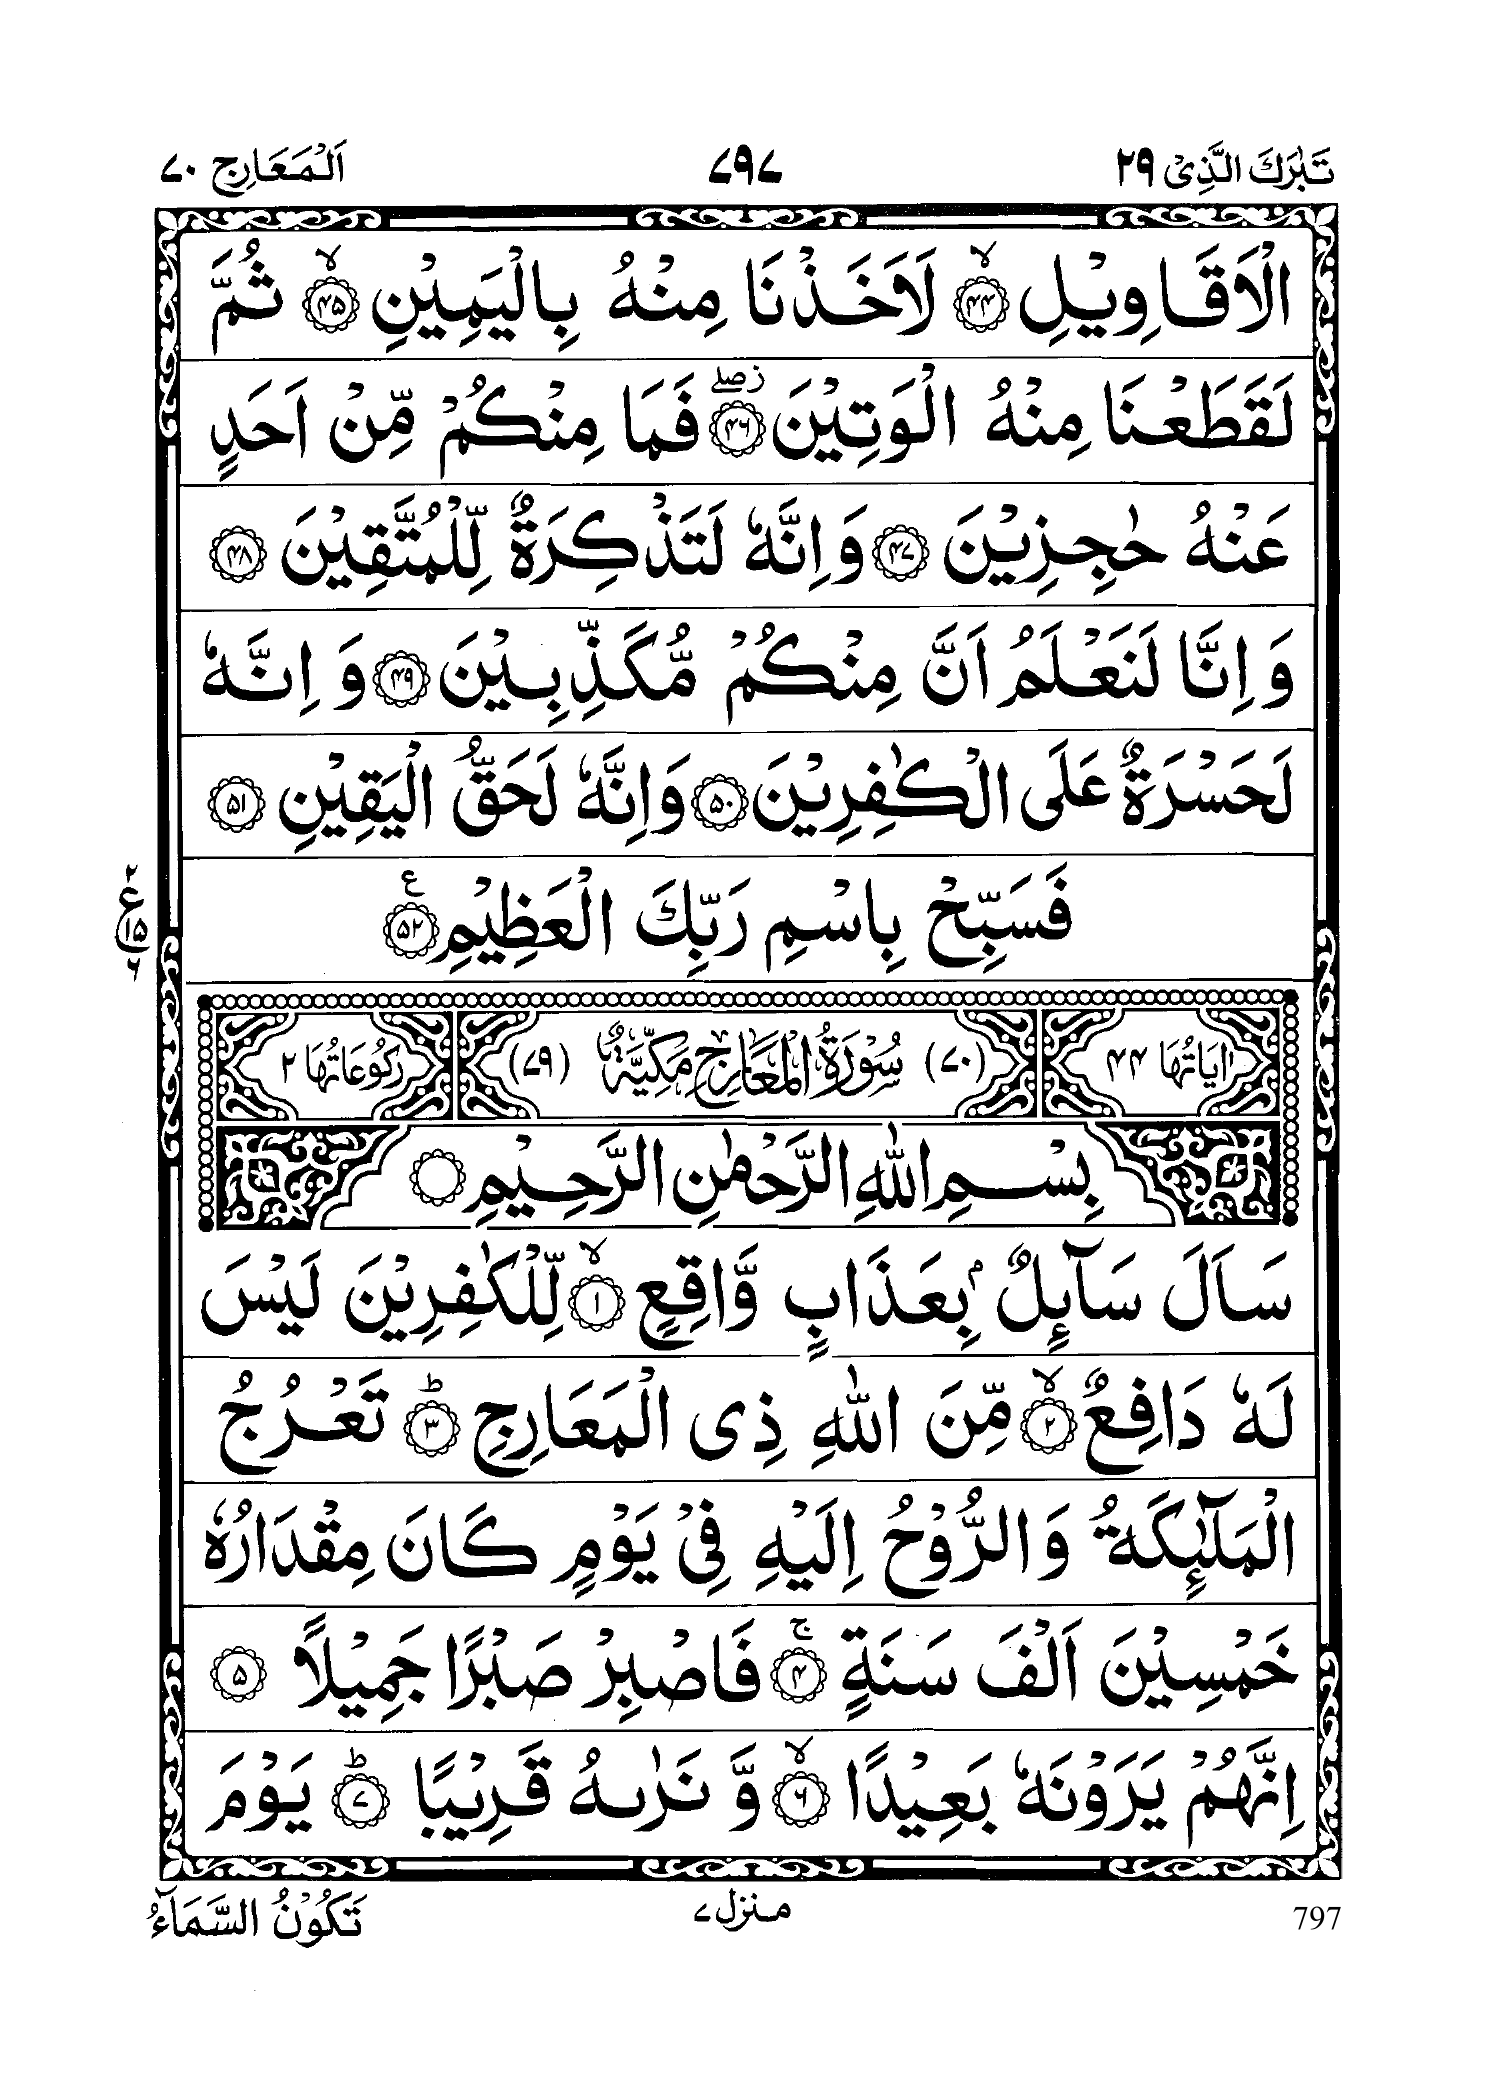 تَبٰرَكَ الَّذِىْ ۲۹ ۷۹۷ اَلْمَعَارِج ۷۰
الْاَقَاوِيْلِ ۙ‏﴿۴۴﴾ لَاَخَذْنَا مِنْهُ بِالْيَمِيْنِ ۙ‏﴿۴۵﴾ ثُمَّ
لَقَطَعْنَا مِنْهُ الْوَتِيْنَ ‏ۖز﴿۴۶﴾ فَمَا مِنْكُمْ مِّنْ اَحَدٍ
عَنْهُ حٰجِزِيْنَ ﴿۴۷﴾ وَاِنَّهٗ لَتَذْكِرَةٌ لِّلْمُتَّقِيْنَ ﴿۴۸﴾
وَاِنَّا لَنَعْلَمُ اَنَّ مِنْكُمْ مُّكَذِّبِيْنَ ﴿۴۹﴾ وَ اِنَّهٗ
لَحَسْرَةٌ عَلَى الْكٰفِرِيْنَ ﴿۵۰﴾ وَاِنَّهٗ لَحَقُّ الْيَقِيْنِ ﴿۵۱﴾
فَسَبِّحْ بِاسْمِ رَبِّكَ الْعَظِيْمِ ﴿۵۲﴾ ع
۲ ع ۱۵ ۶
اٰيَاتُهَا ۴۴ (۷۰) سُوْرَةُ الْمَعَارِجِ مَكِّيَّةٌ (۷۹) رُكُوْعَاتُهَا ۲
بِسْمِ اللّٰهِ الرَّحْمٰنِ الرَّحِيْمِ
سَاَلَ سَآئِلٌۢ بِعَذَابٍ وَّاقِعٍ ۙ‏﴿۱﴾ لِّلْكٰفِرِيْنَ لَيْسَ
لَهٗ دَافِعٌ ۙ‏﴿۲﴾ مِّنَ اللّٰهِ ذِى الْمَعَارِجِ ؕ‏﴿۳﴾ تَعْرُجُ
الْمَلٰٓئِكَةُ وَالرُّوْحُ اِلَيْهِ فِىْ يَوْمٍ كَانَ مِقْدَارُهٗ
خَمْسِيْنَ اَلْفَ سَنَةٍ ۚ‏﴿۴﴾ فَاصْبِرْ صَبْرًا جَمِيْلًا ﴿۵﴾
اِنَّهُمْ يَرَوْنَهٗ بَعِيْدًا ۙ‏﴿۶﴾ وَّ نَرٰىهُ قَرِيْبًا ؕ‏﴿۷﴾ يَوْمَ
797 منزل ۷ تَكُوْنُ السَّمَآءُ